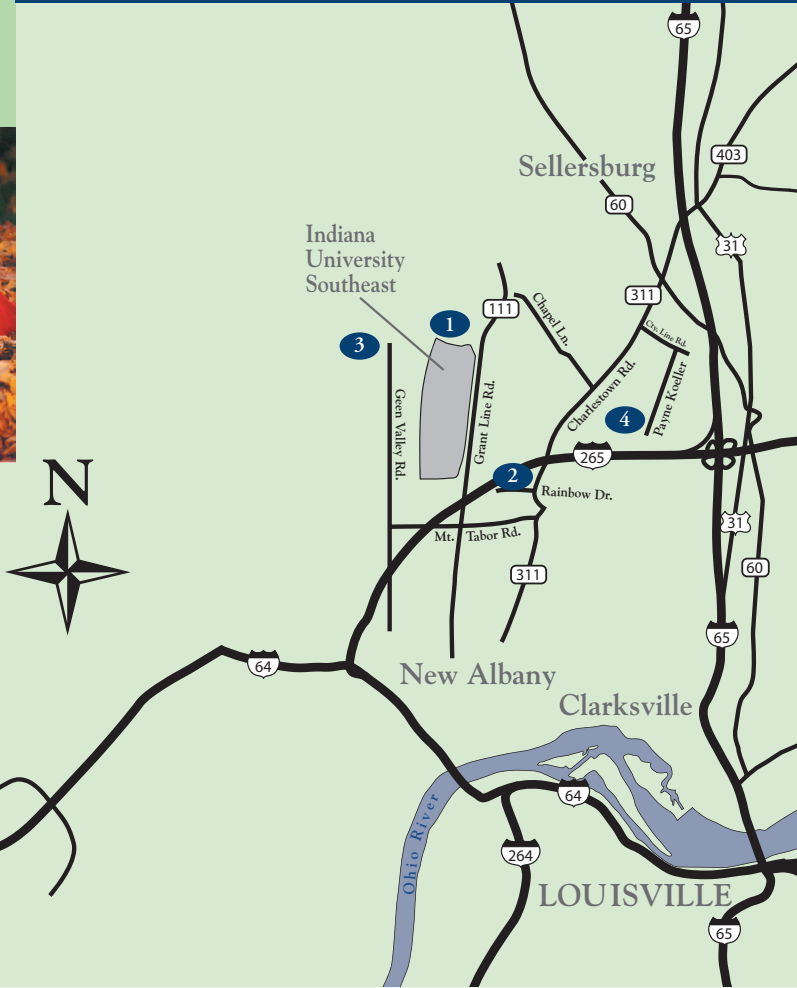 65
403
Sellersburg
60
31
Indiana
University
Southeast
311
111
Chapel Ln.
1
3
Cty. Line Rd.
Charlestown Rd.
Payne Koeller
4
Geen Valley Rd.
Grant Line Rd.
265
2
Rainbow Dr.
N
Mt. Tabor Rd.
31
311
60
65
64
New Albany
Clarksville
64
Ohio River
264
LOUISVILLE
65